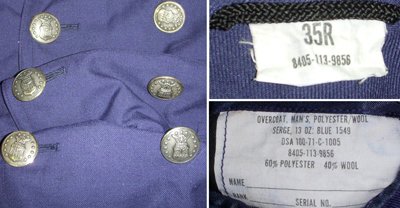 35R
8405-113-9856
OVERCOAT, MAN'S, POLYESTER/WOOL
SERGE, 13 OZ. BLUE 1549
DSA 100-71-C-1005
8405-113-9856
60% POLYESTER 40% WOOL
NAME
RANK
SERIAL NO.